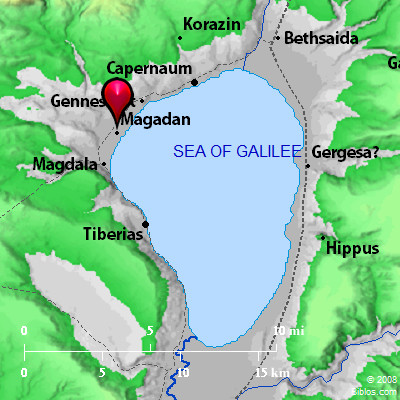 Korazin
Bethsaida
Capernaum
Magadan
SEA OF GALILEE
Gergesa?
Magdala
Tiberias
Hippus
0 5 10 mi
0 5 10 15 km
© 2008